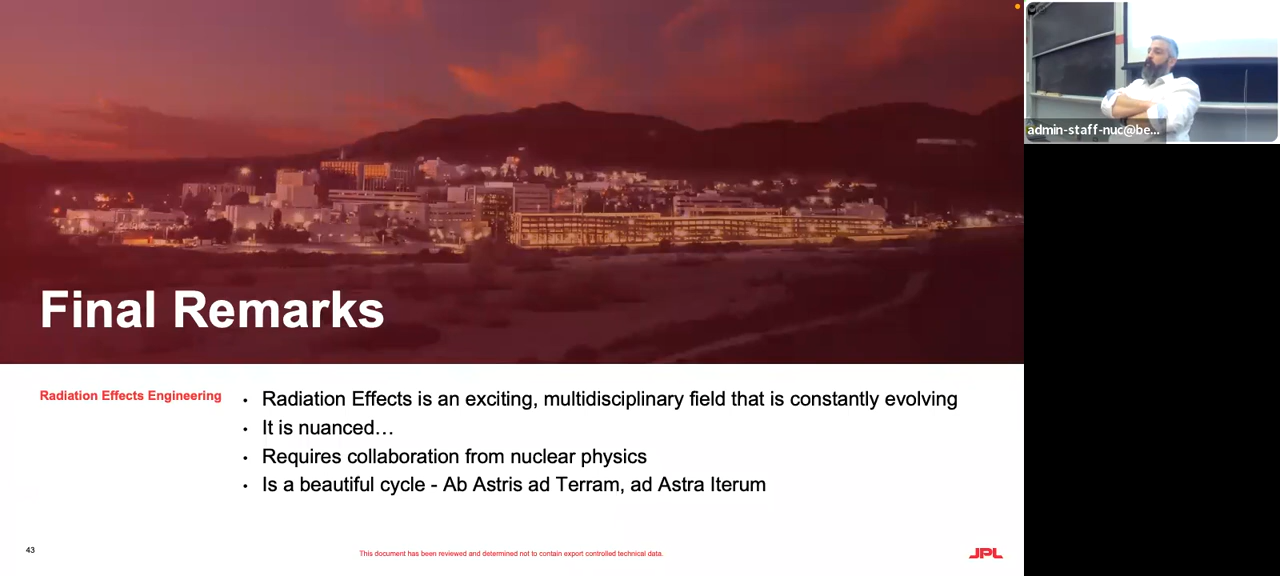 admin-staff-nuc@be...
Final Remarks
Radiation Effects Engineering
• Radiation Effects is an exciting, multidisciplinary field that is constantly evolving
• It is nuanced…
• Requires collaboration from nuclear physics
• Is a beautiful cycle - Ab Astris ad Terram, ad Astra Iterum
43
This document has been reviewed and determined not to contain export controlled technical data.
JPL